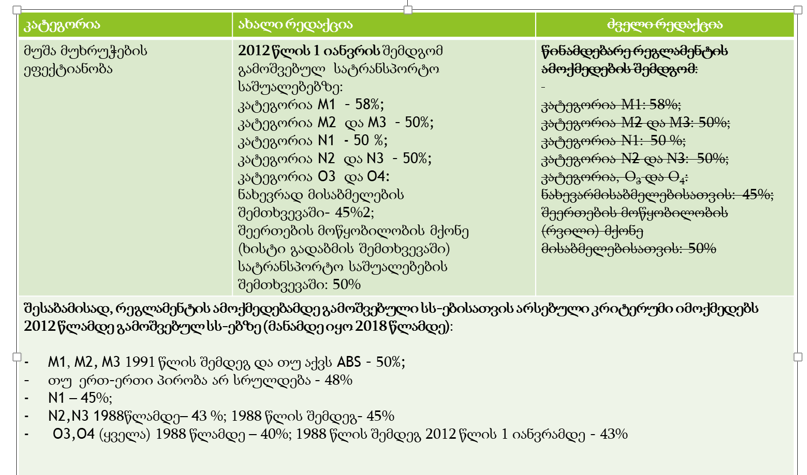 კატეგორია
ახალი რედაქცია
ძველი რედაქცია
მუშა მუხრუჭების
ეფექტიანობა
2012 წლის 1 იანვრის შემდგომ
გამოშვებულ სატრანსპორტო
საშუალებებზე:
კატეგორია M1 - 58%;
კატეგორია M2 და M3 - 50%;
კატეგორია N1 - 50 %;
კატეგორია N2 და N3 - 50%;
კატეგორია O3 და O4:
ნახევრად მისაბმელების
შემთხვევაში- 45%2;
შეერთების მოწყობილობის მქონე
(ხისტი გადაბმის შემთხვევაში)
სატრანსპორტო საშუალებების
შემთხვევაში: 50%
წინამდებარე რეგლამენტის
ამოქმედების შემდგომ:
-
კატეგორია M1: 58%;
კატეგორია M2 და M3: 50%;
კატეგორია N1: 50 %;
კატეგორია N2 და N3: 50%;
კატეგორია, O₃ და O₄:
ნახევარმისაბმელებისათვის: 45%;
შეერთების მოწყობილობის
(რვილი) მქონე
მისაბმელებისათვის: 50%
შესაბამისად, რეგლამენტის ამოქმედებამდე გამოშვებული სს-ებისათვის არსებული კრიტერუმი იმოქმედებს
2012 წლამდე გამოშვებულ სს-ებზე (მანამდე იყო 2018 წლამდე):
- M1, M2, M3 1991 წლის შემდეგ და თუ აქვს ABS - 50%;
- თუ ერთ-ერთი პირობა არ სრულდება - 48%
- N1 – 45%;
- N2,N3 1988წლამდე– 43 %; 1988 წლის შემდეგ- 45%
- O3,O4 (ყველა) 1988 წლამდე – 40%; 1988 წლის შემდეგ 2012 წლის 1 იანვრამდე - 43%